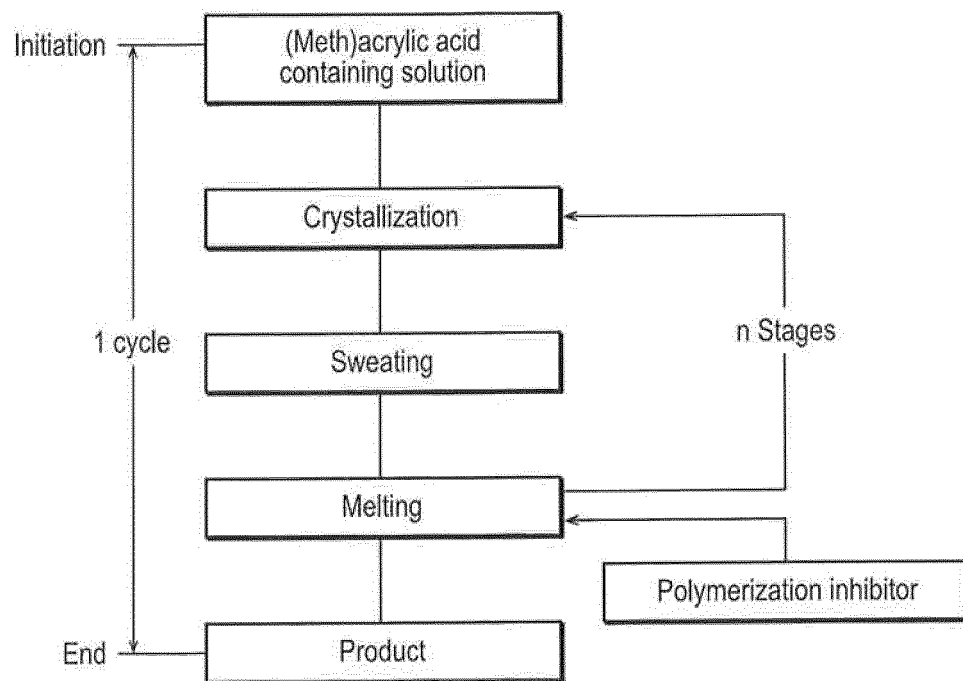 Initiation
(Meth)acrylic acid
containing solution
Crystallization
1 cycle
n Stages
Sweating
Melting
Polymerization inhibitor
End
Product